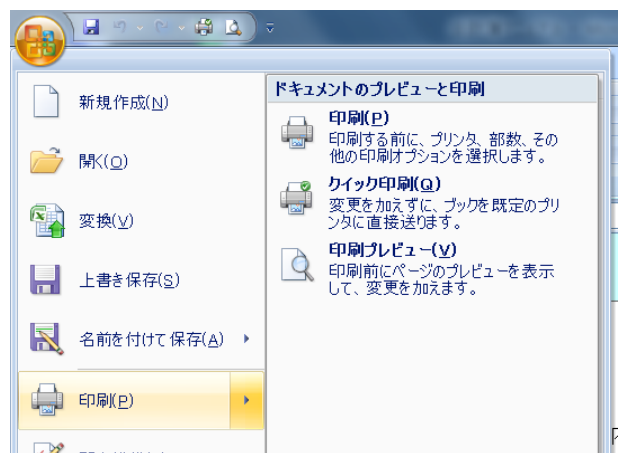 ドキュメントのプレビューと印刷
新規作成(N)
印刷(P)
印刷する前に、プリンタ、部数、その
他の印刷オプションを選択します。
開く(O)
クイック印刷(Q)
変更を加えずに、ブックを既定のプリ
ンタに直接送ります。
変換(V)
印刷プレビュー(V)
印刷前にページのプレビューを表示
して、変更を加えます。
上書き保存(S)
名前を付けて保存(A)
印刷(P)